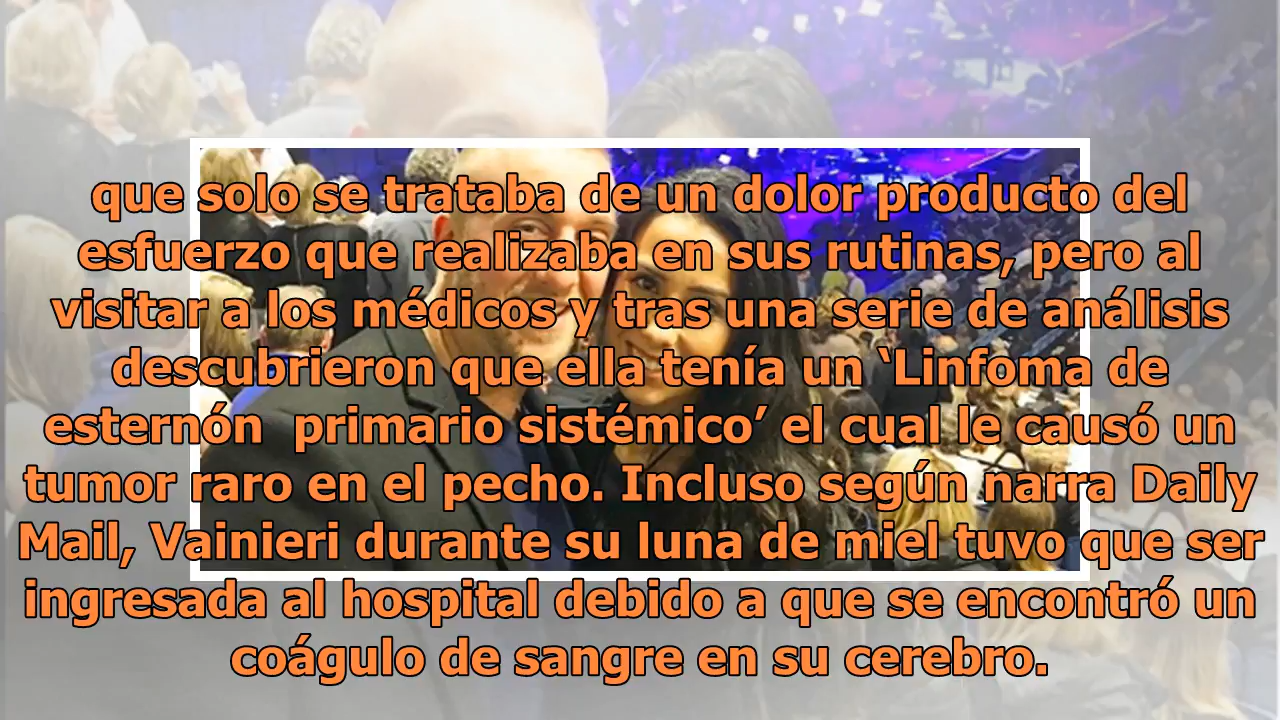 que solo se trataba de un dolor producto del
esfuerzo que realizaba en sus rutinas, pero al
visitar a los médicos y tras una serie de análisis
descubrieron que ella tenía un ‘Linfoma de
esternón  primario sistémico’ el cual le causó un
tumor raro en el pecho. Incluso según narra Daily
Mail, Vainieri durante su luna de miel tuvo que ser
ingresada al hospital debido a que se encontró un
coágulo de sangre en su cerebro.